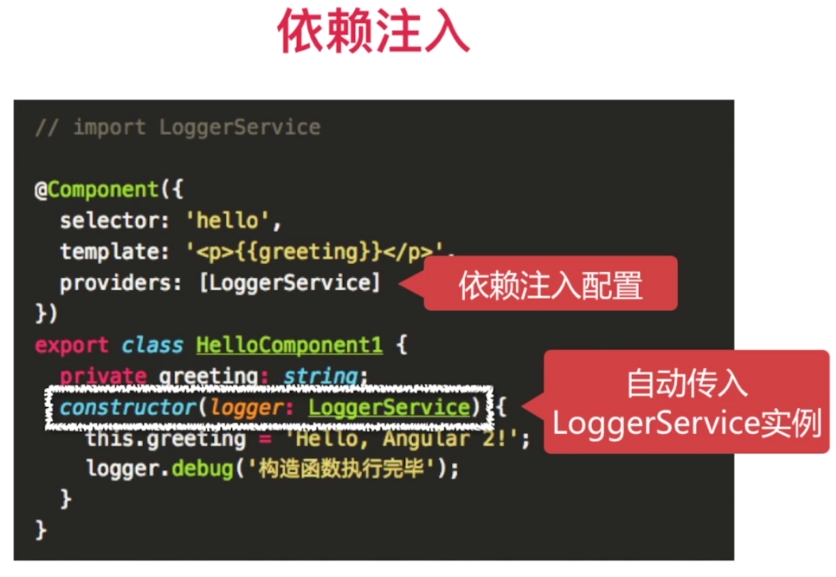 依赖注入
// import LoggerService
@Component({
selector: 'hello',
template: '<p>{{greeting}}</p>',
providers: [LoggerService]
依赖注入配置
})
export class HelloComponent1 {
private greeting: string;
constructor(logger: LoggerService) {
自动传入
LoggerService实例
this.greeting = 'Hello, Angular 2!';
logger.debug('构造函数执行完毕');
}
}